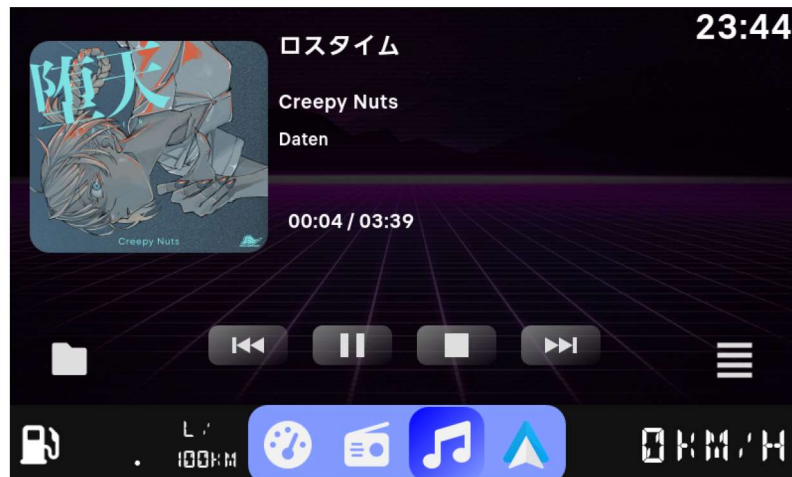 23:44
ロスタイム
堕天
Creepy Nuts
Daten
Creepy Nuts
00:04 / 03:39
L /
.
100KM
0KM/H